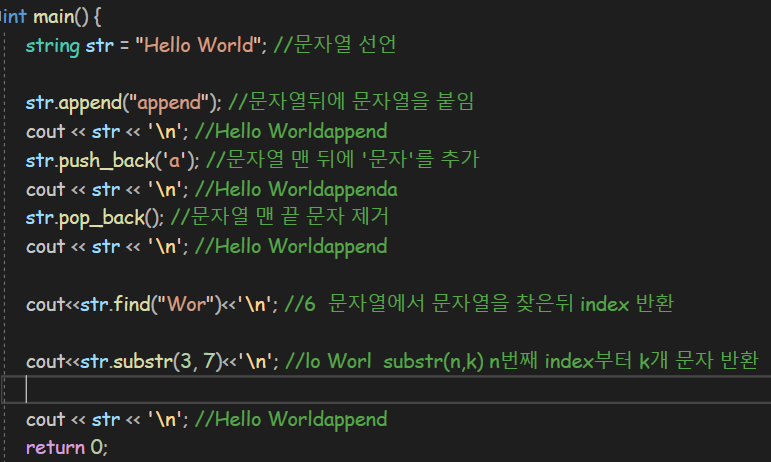 int main() {
string str = "Hello World"; //문자열 선언
str.append("append"); //문자열뒤에 문자열을 붙임
cout << str << '\n'; //Hello Worldappend
str.push_back('a'); //문자열 맨 뒤에 '문자'를 추가
cout << str << '\n'; //Hello Worldappenda
str.pop_back(); //문자열 맨 끝 문자 제거
cout << str << '\n'; //Hello Worldappend
cout<<str.find("Wor")<<'\n'; //6  문자열에서 문자열을 찾은뒤 index 반환
cout<<str.substr(3, 7)<<'\n'; //lo Worl  substr(n,k) n번째 index부터 k개 문자 반환
cout << str << '\n'; //Hello Worldappend
return 0;